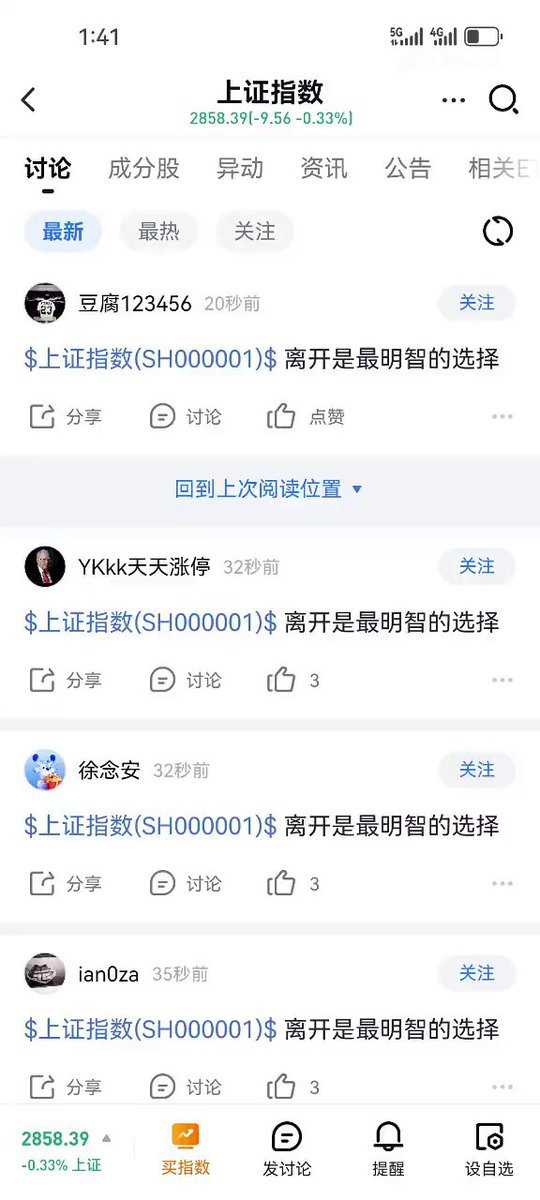 1:41
5G 4G
上证指数
2858.39(-9.56 -0.33%)
讨论 成分股 异动 资讯 公告 相关E
最新 最热 关注
豆腐123456 20秒前 关注
$上证指数(SH000001)$ 离开是最明智的选择
分享 讨论 点赞
回到上次阅读位置
YKkk天天涨停 32秒前 关注
$上证指数(SH000001)$ 离开是最明智的选择
分享 讨论 3
徐念安 32秒前 关注
$上证指数(SH000001)$ 离开是最明智的选择
分享 讨论 3
ian0za 35秒前 关注
$上证指数(SH000001)$ 离开是最明智的选择
分享 讨论 3
2858.39
-0.33% 上证
买指数 发讨论 提醒 设自选